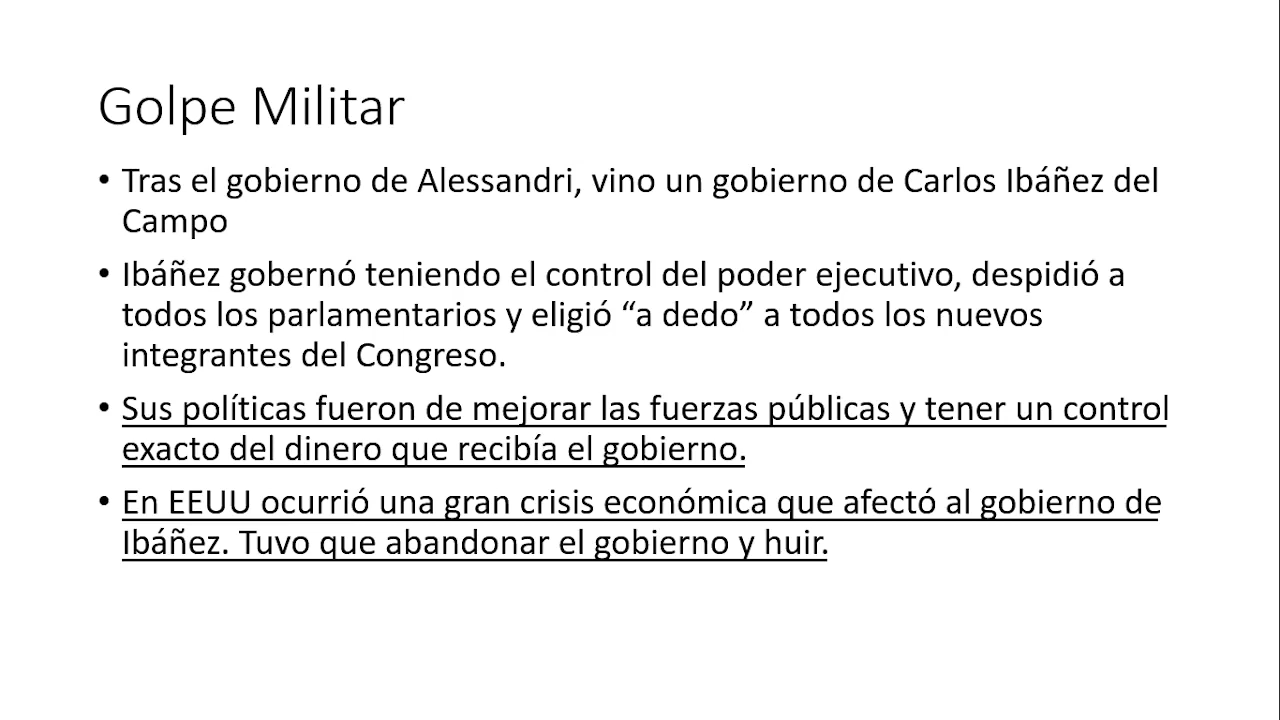 Golpe Militar
• Tras el gobierno de Alessandri, vino un gobierno de Carlos Ibáñez del
Campo
• Ibáñez gobernó teniendo el control del poder ejecutivo, despidió a
todos los parlamentarios y eligió “a dedo” a todos los nuevos
integrantes del Congreso.
• Sus políticas fueron de mejorar las fuerzas públicas y tener un control
exacto del dinero que recibía el gobierno.
• En EEUU ocurrió una gran crisis económica que afectó al gobierno de
Ibáñez. Tuvo que abandonar el gobierno y huir.